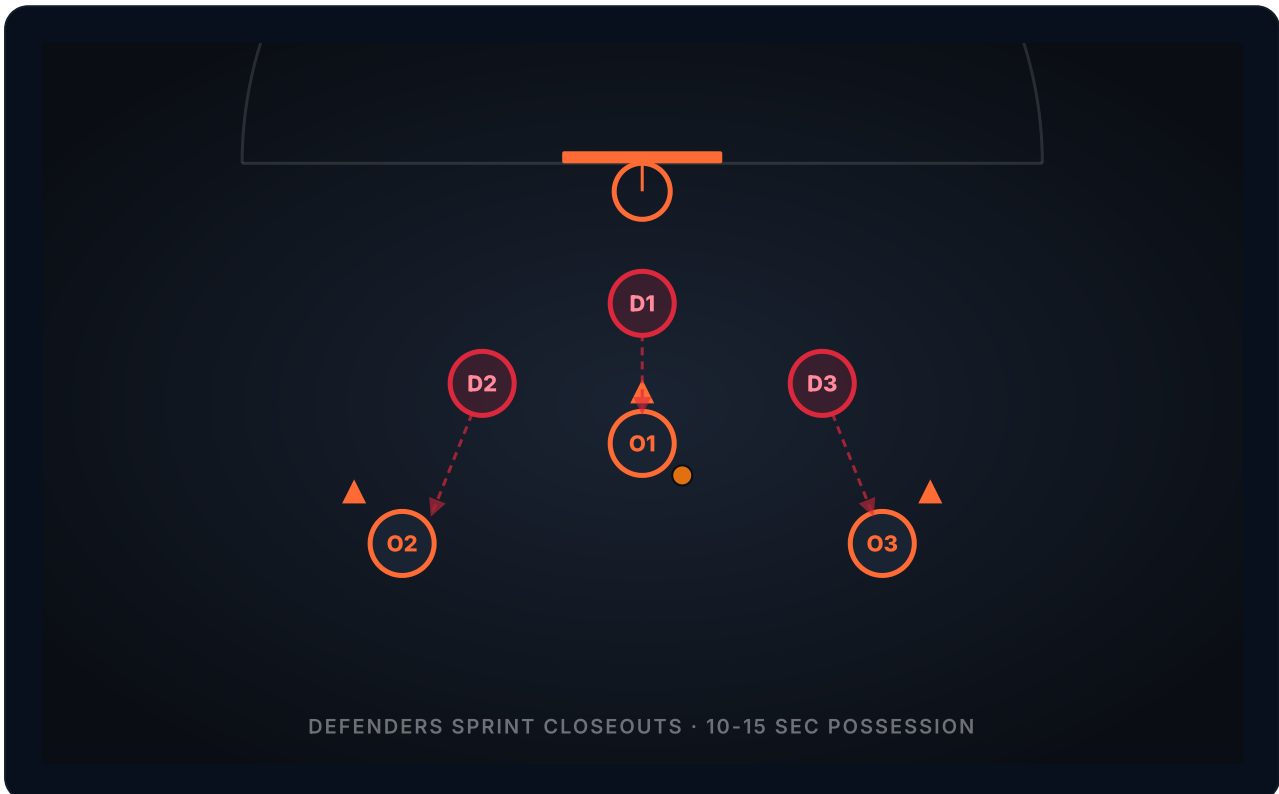 D1
D2
D3
O1
O2
O3
DEFENDERS SPRINT CLOSEOUTS · 10-15 SEC POSSESSION